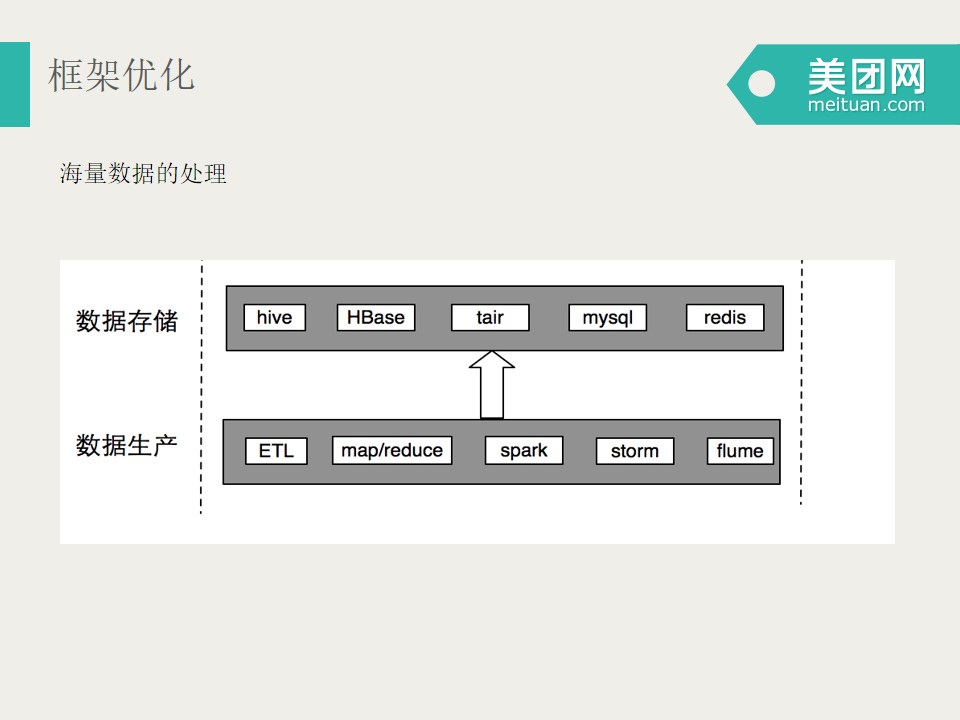 框架优化
美团网
meituan.com
海量数据的处理
数据存储
hive HBase tair mysql redis
数据生产
ETL map/reduce spark storm flume